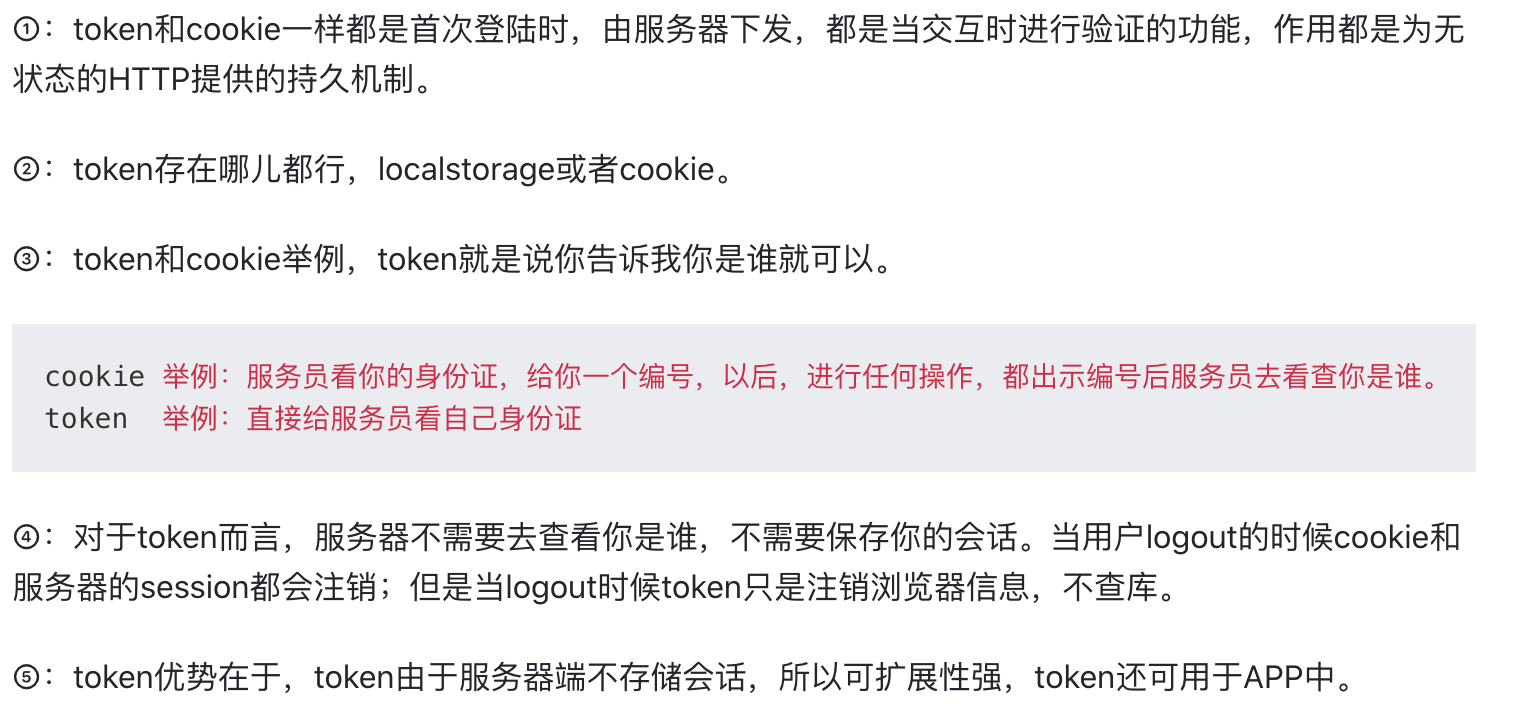 ①：token和cookie一样都是首次登陆时，由服务器下发，都是当交互时进行验证的功能，作用都是为无
状态的HTTP提供的持久机制。
②：token存在哪儿都行，localstorage或者cookie。
③：token和cookie举例，token就是说你告诉我你是谁就可以。
cookie 举例：服务员看你的身份证，给你一个编号，以后，进行任何操作，都出示编号后服务员去看查你是谁。
token  举例：直接给服务员看自己身份证
④：对于token而言，服务器不需要去查看你是谁，不需要保存你的会话。当用户logout的时候cookie和
服务器的session都会注销；但是当logout时候token只是注销浏览器信息，不查库。
⑤：token优势在于，token由于服务器端不存储会话，所以可扩展性强，token还可用于APP中。